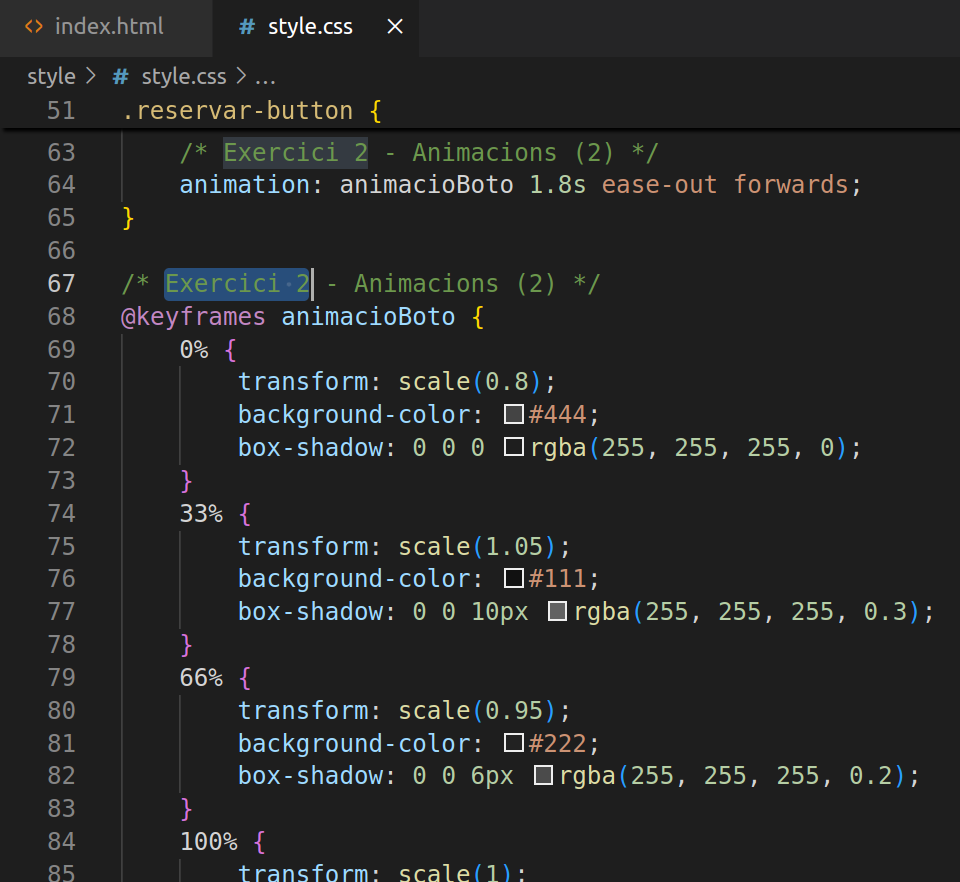 <> index.html # style.css ×
style > # style.css > ...
51 .reservar-button {
63 /* Exercici 2 - Animacions (2) */
64 animation: animacioBoto 1.8s ease-out forwards;
65 }
66
67 /* Exercici 2 - Animacions (2) */
68 @keyframes animacioBoto {
69 0% {
70 transform: scale(0.8);
71 background-color: #444;
72 box-shadow: 0 0 0 rgba(255, 255, 255, 0);
73 }
74 33% {
75 transform: scale(1.05);
76 background-color: #111;
77 box-shadow: 0 0 10px rgba(255, 255, 255, 0.3);
78 }
79 66% {
80 transform: scale(0.95);
81 background-color: #222;
82 box-shadow: 0 0 6px rgba(255, 255, 255, 0.2);
83 }
84 100% {
85 transform: scale(1);